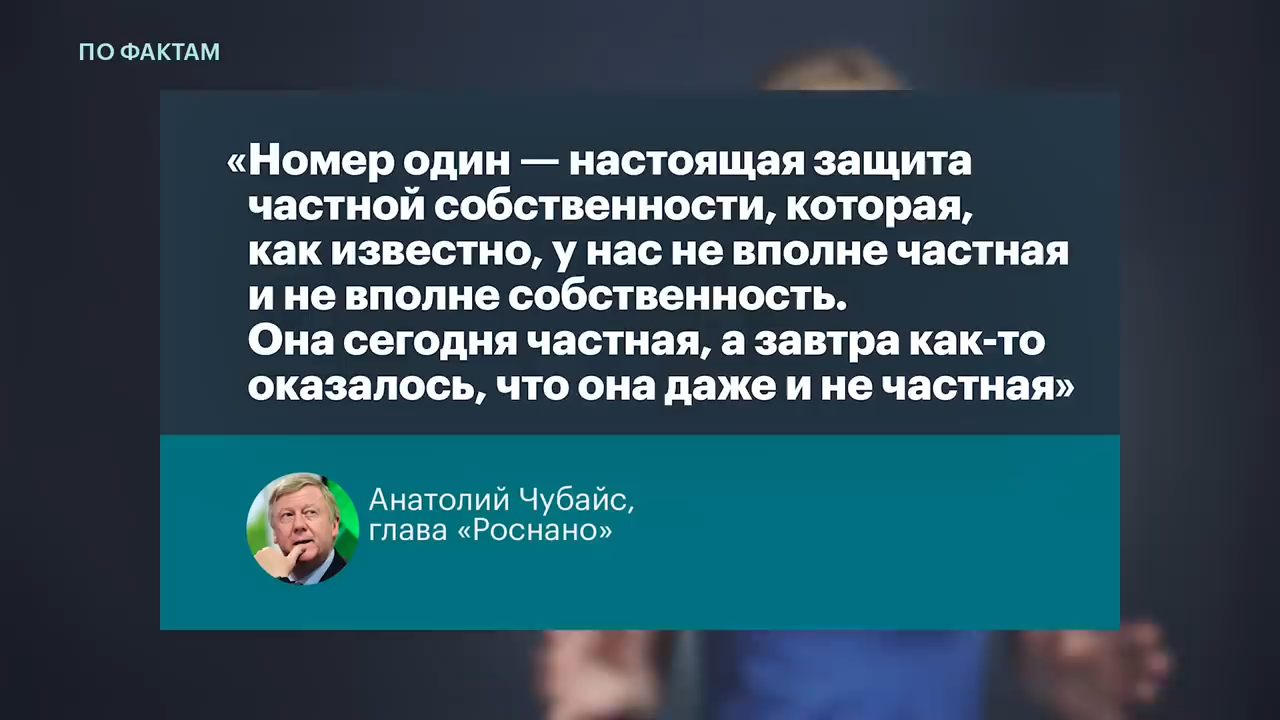 ПО ФАКТАМ
«Номер один — настоящая защита
частной собственности, которая,
как известно, у нас не вполне частная
и не вполне собственность.
Она сегодня частная, а завтра как-то
оказалось, что она даже и не частная»
Анатолий Чубайс,
глава «Роснано»